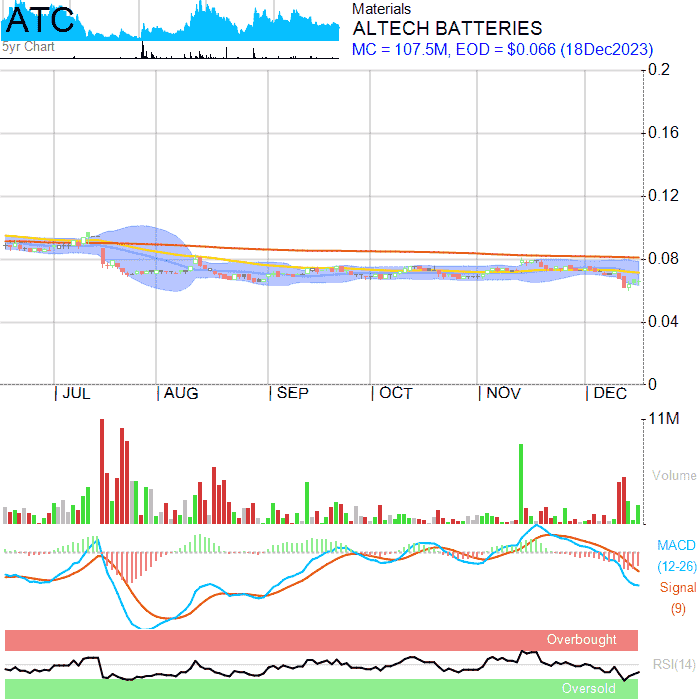 ATC
5yr Chart
Materials
ALTECH BATTERIES
MC = 107.5M, EOD = $0.066 (18Dec2023)
0.2
0.16
0.12
0.08
0.04
0
JUL AUG SEP OCT NOV DEC
11M
Volume
MACD
(12-26)
Signal
(9)
Overbought
RSI(14)
Oversold